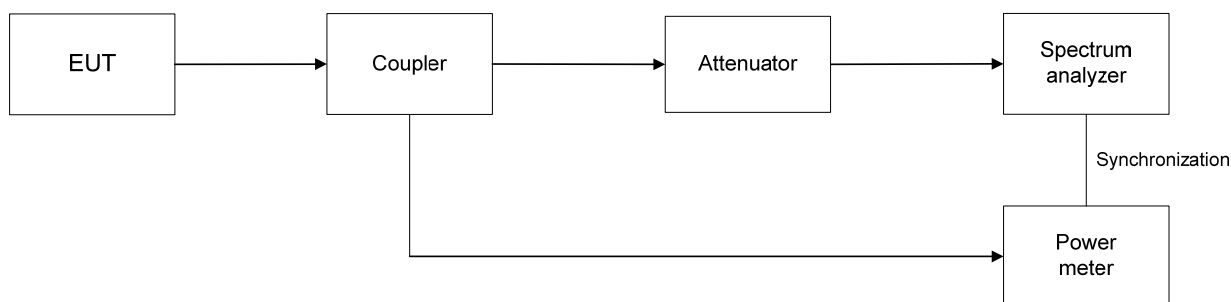 EUT
Coupler
Attenuator
Spectrum
analyzer
Synchronization
Power
meter